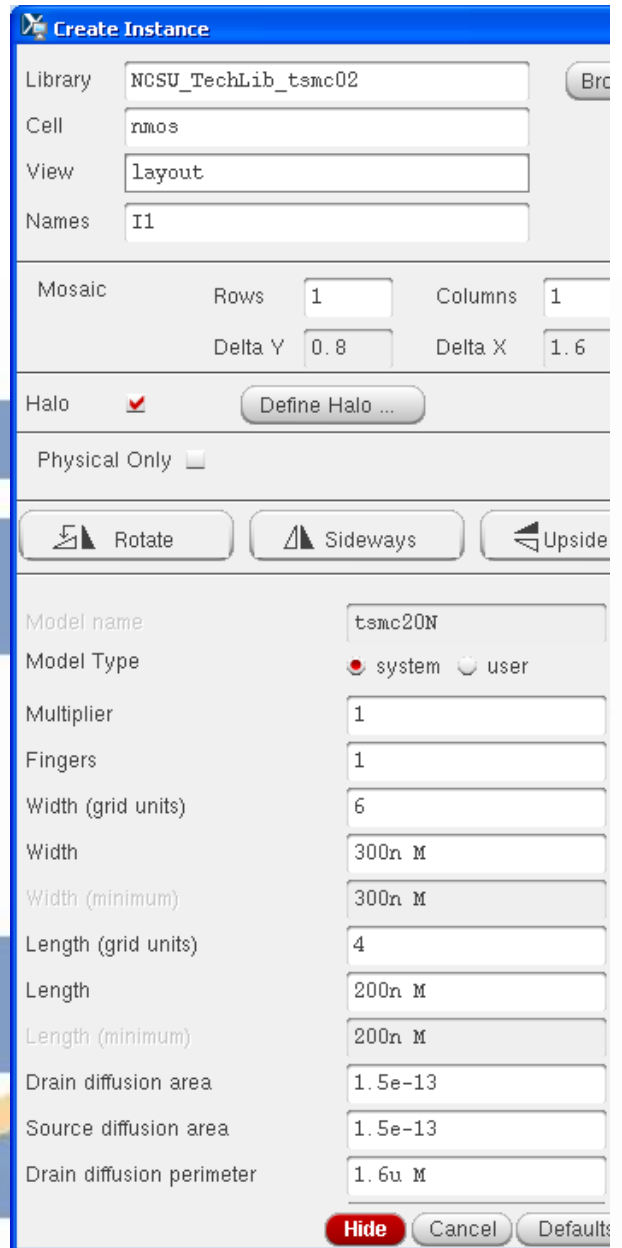 Create Instance
Library NCSU_TechLib_tsmc02 Bro
Cell nmos
View layout
Names I1
Mosaic Rows 1 Columns 1
Delta Y 0.8 Delta X 1.6
Halo Define Halo ...
Physical Only
Rotate Sideways Upside
Model name tsmc20N
Model Type system user
Multiplier 1
Fingers 1
Width (grid units) 6
Width 300n M
Width (minimum) 300n M
Length (grid units) 4
Length 200n M
Length (minimum) 200n M
Drain diffusion area 1.5e-13
Source diffusion area 1.5e-13
Drain diffusion perimeter 1.6u M
Hide Cancel Defaults